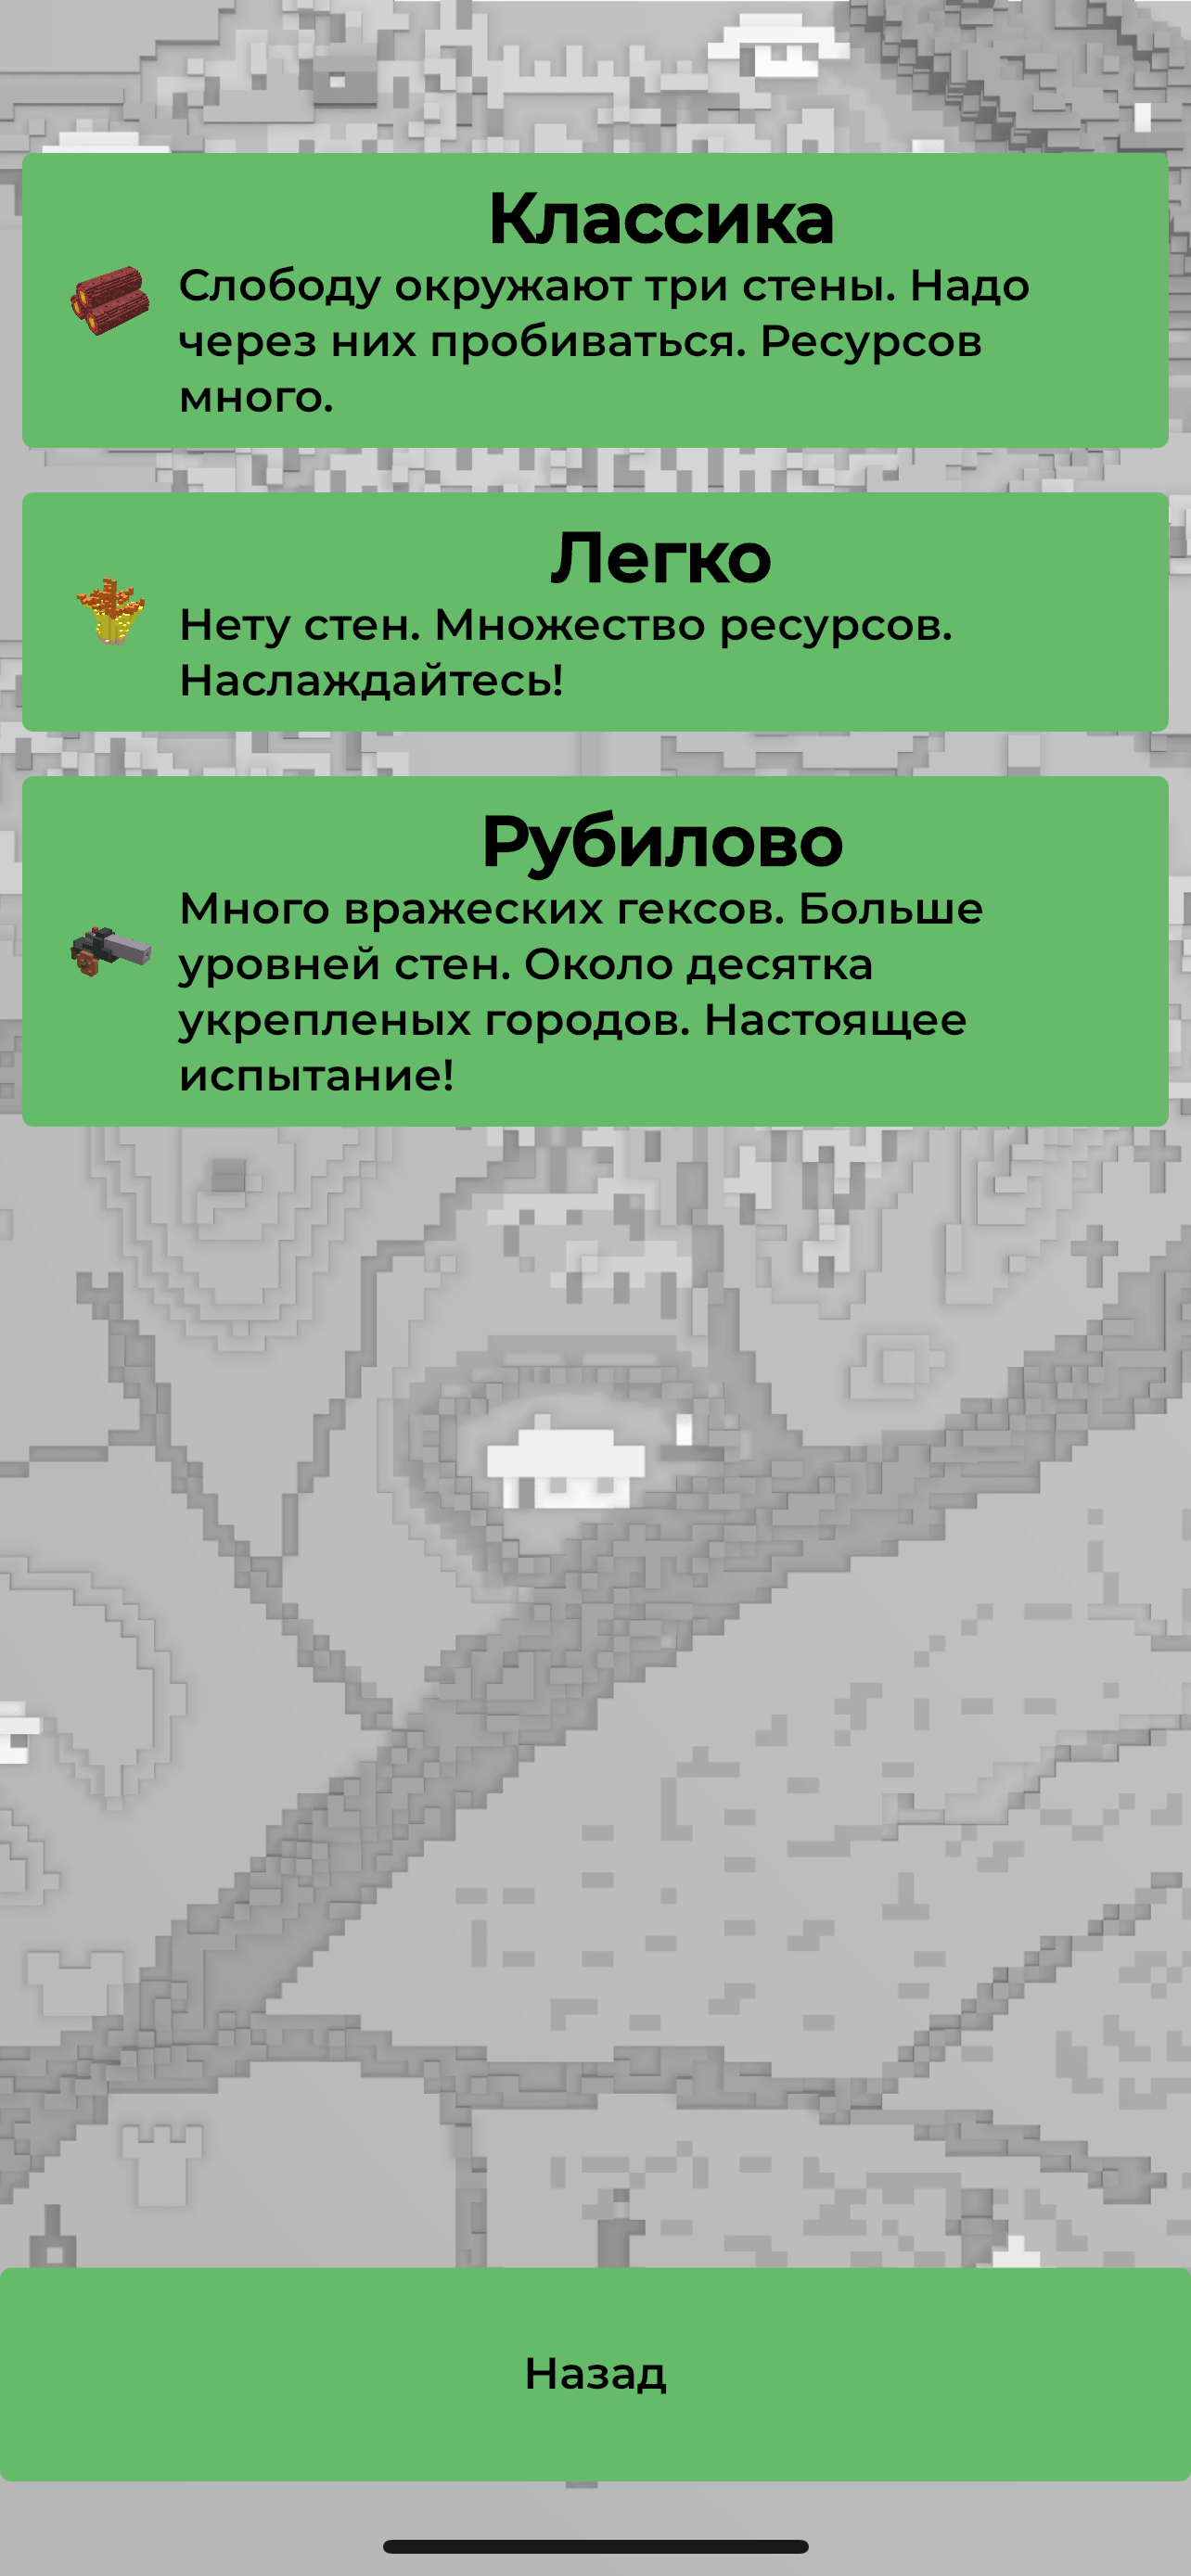 Классика
Слободу окружают три стены. Надо
через них пробиваться. Ресурсов
много.
Легко
Нету стен. Множество ресурсов.
Наслаждайтесь!
Рубилово
Много вражеских гексов. Больше
уровней стен. Около десятка
укрепленых городов. Настоящее
испытание!
Назад